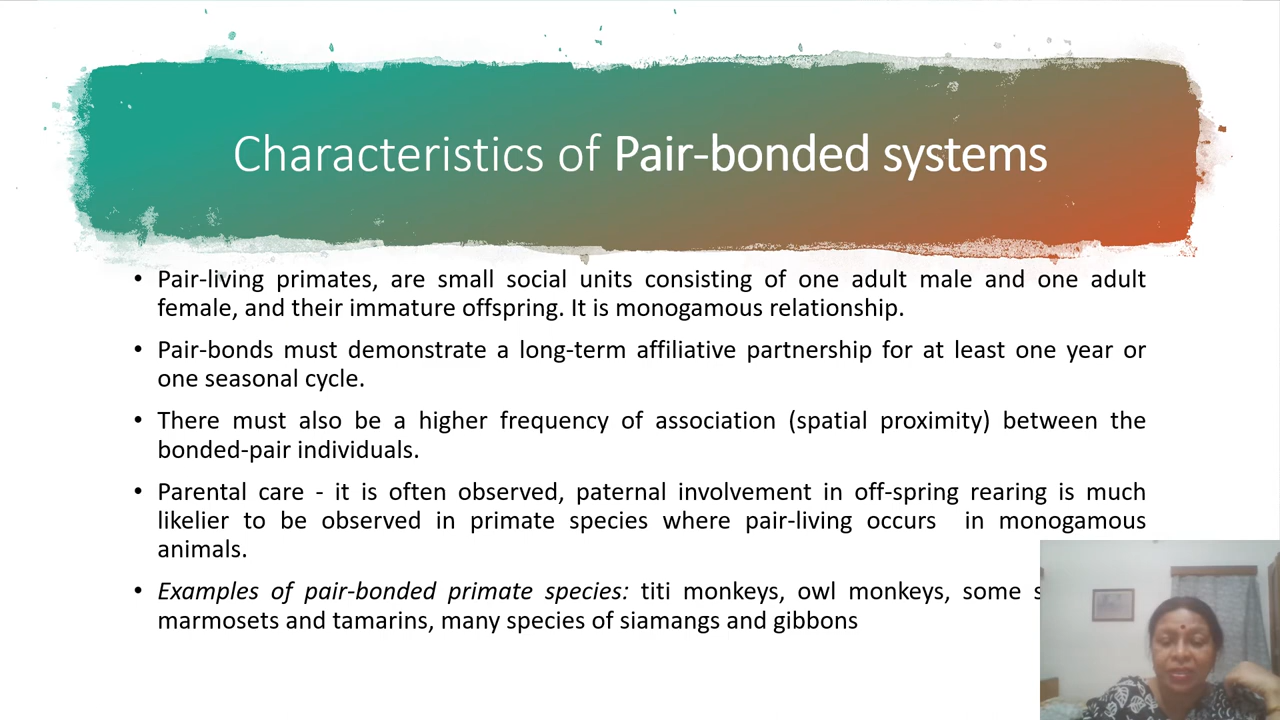 Characteristics of Pair-bonded systems
• Pair-living primates, are small social units consisting of one adult male and one adult
female, and their immature offspring. It is monogamous relationship.
• Pair-bonds must demonstrate a long-term affiliative partnership for at least one year or
one seasonal cycle.
• There must also be a higher frequency of association (spatial proximity) between the
bonded-pair individuals.
• Parental care - it is often observed, paternal involvement in off-spring rearing is much
likelier to be observed in primate species where pair-living occurs in monogamous
animals.
• Examples of pair-bonded primate species: titi monkeys, owl monkeys, some
marmosets and tamarins, many species of siamangs and gibbons